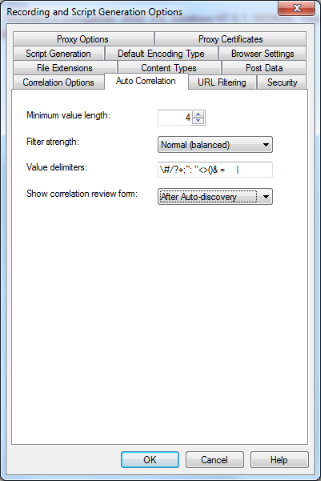 Recording and Script Generation Options
Proxy Options Proxy Certificates
Script Generation Default Encoding Type Browser Settings
File Extensions Content Types Post Data
Correlation Options Auto Correlation URL Filtering Security
Minimum value length: 4
Filter strength: Normal (balanced)
Value delimiters: \#/?+;~: "<>()& = |
Show correlation review form: After Auto-discovery
OK Cancel Help